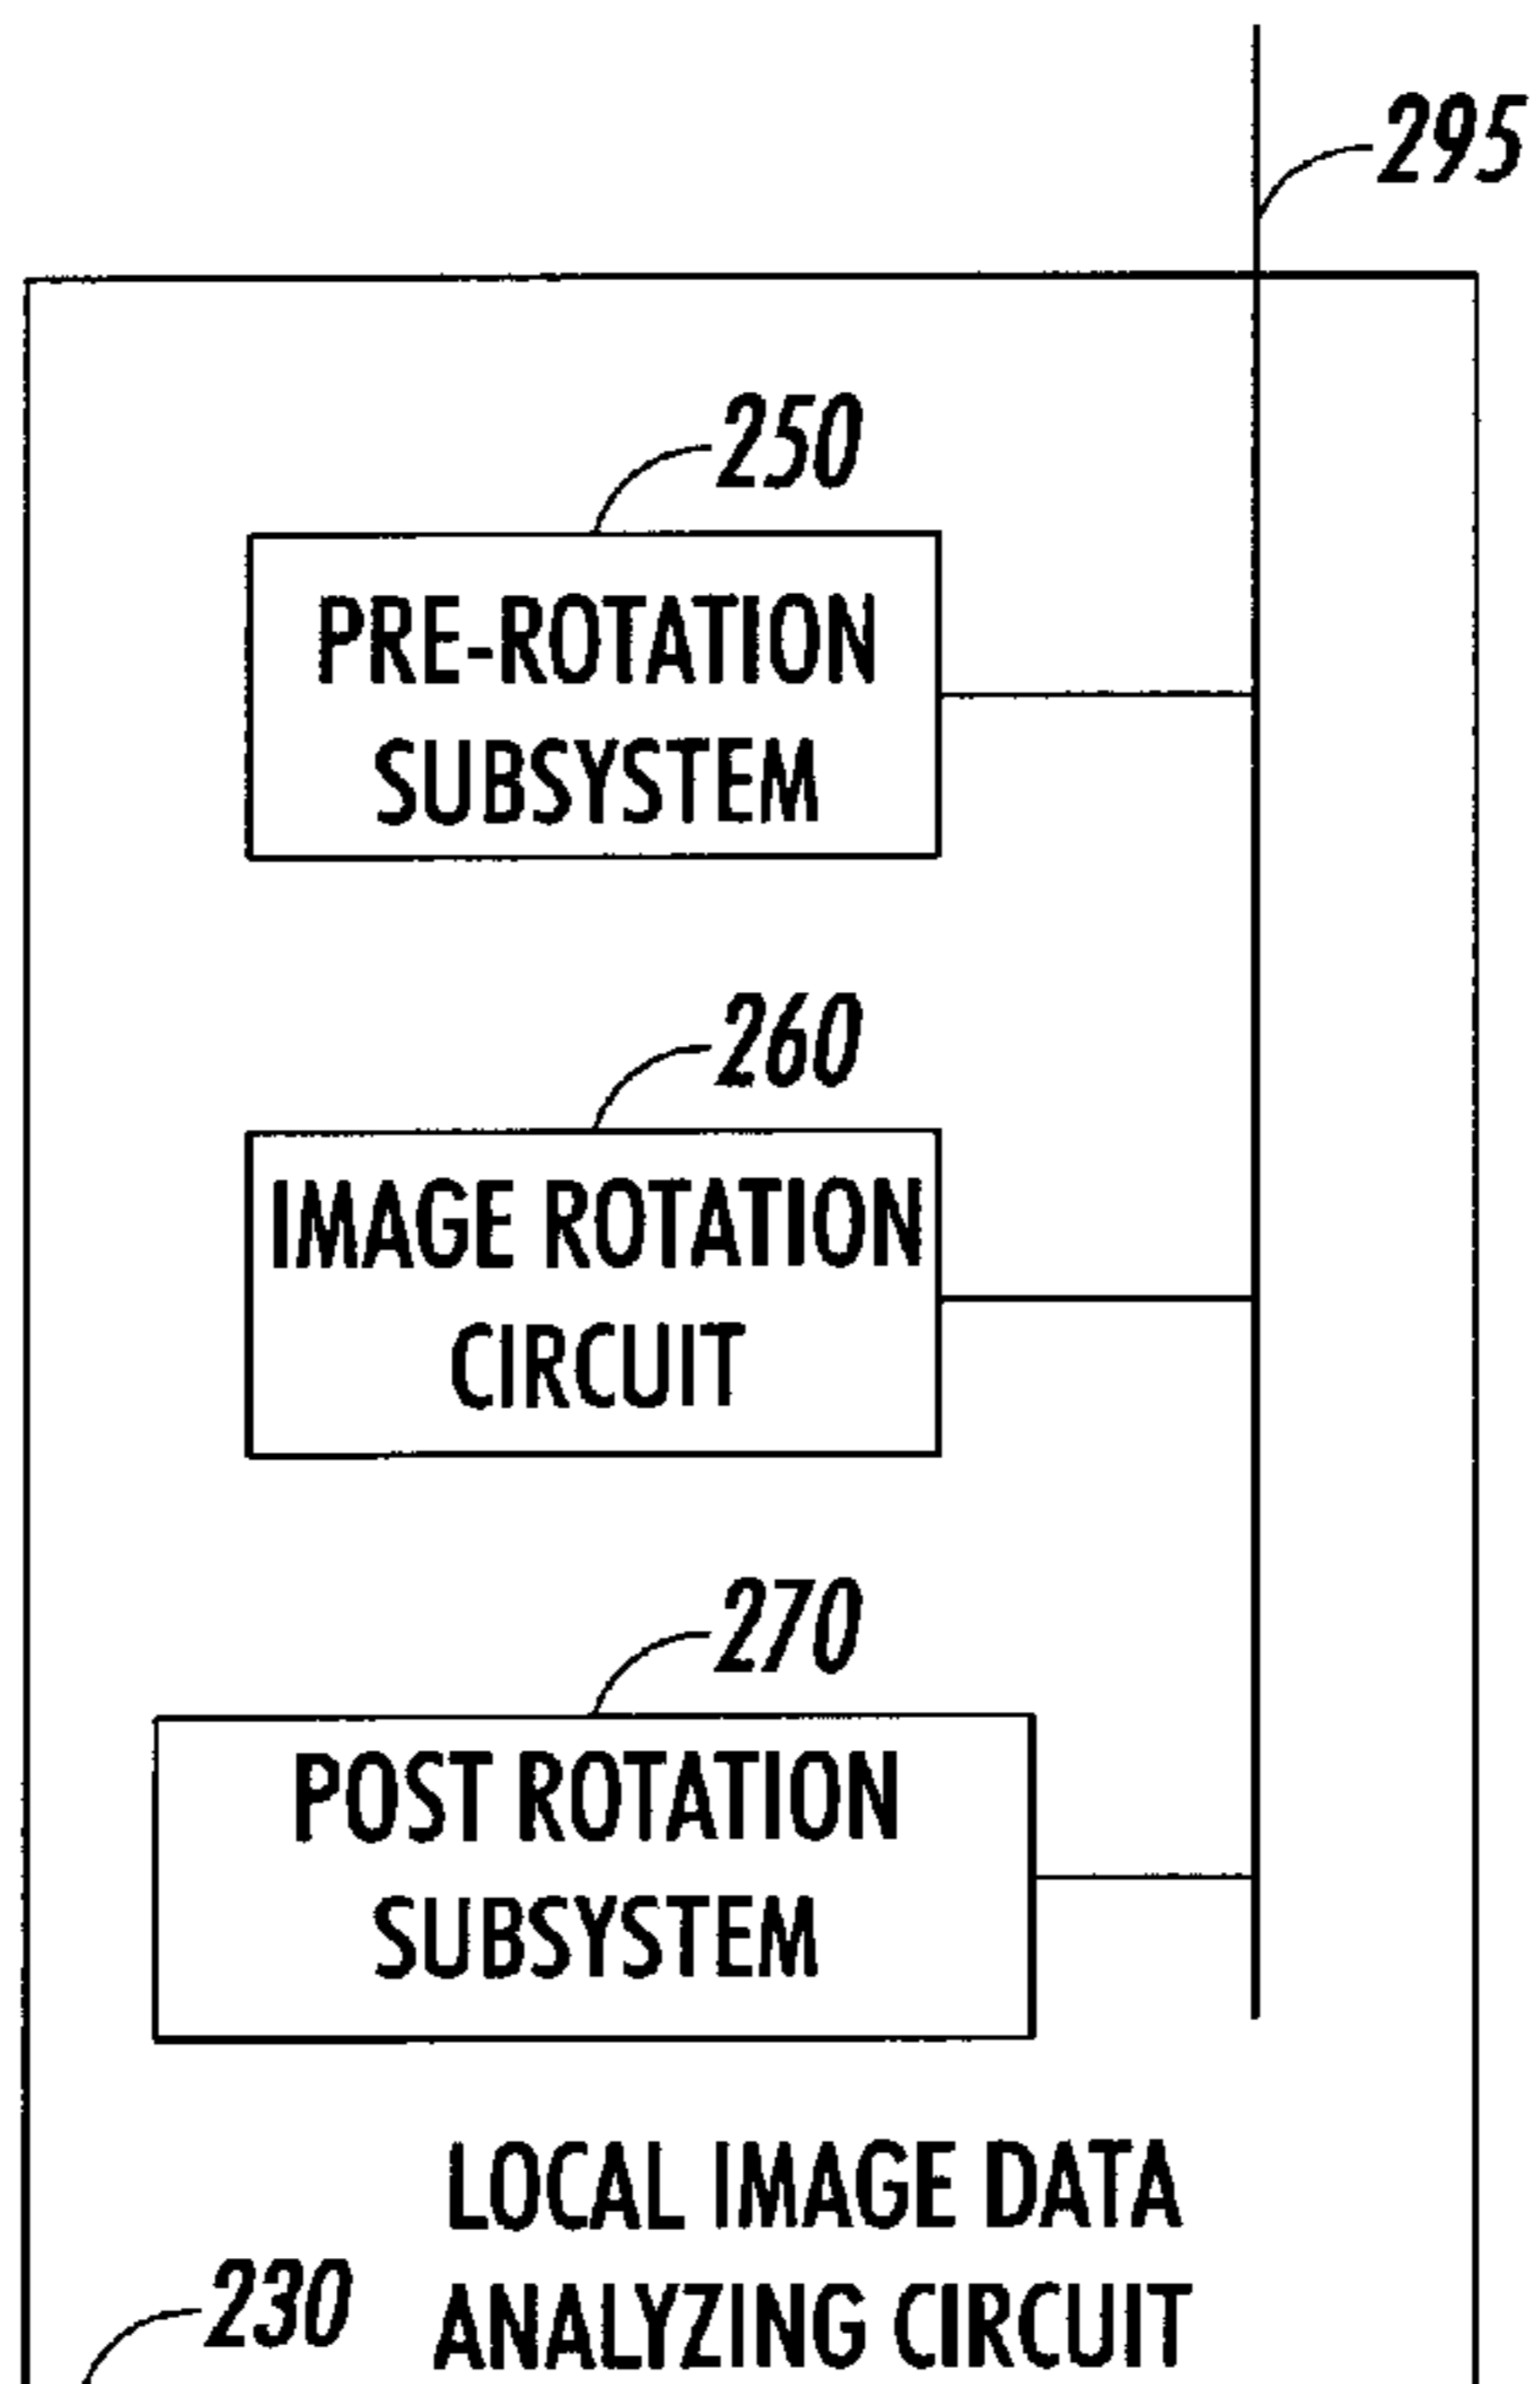 295
250
PRE-ROTATION
SUBSYSTEM
260
IMAGE ROTATION
CIRCUIT
270
POST ROTATION
SUBSYSTEM
LOCAL IMAGE DATA
230
ANALYZING CIRCUIT